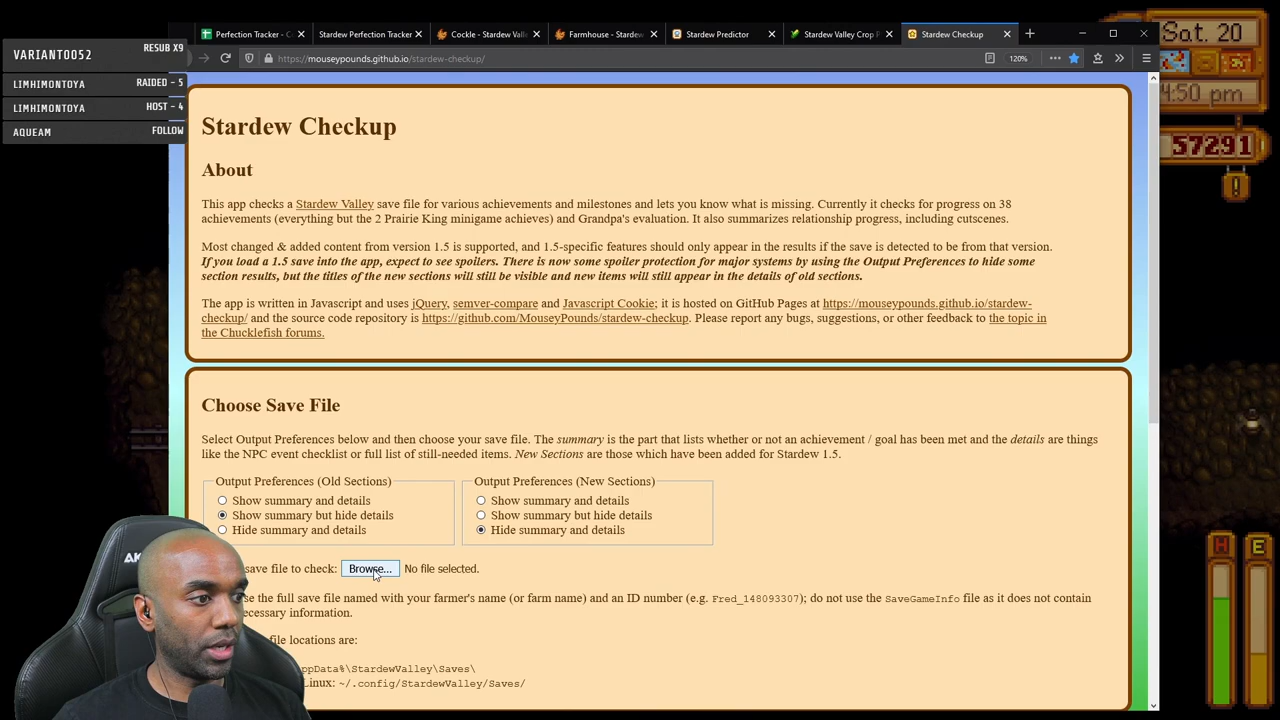 VARIANT0052 RESUB X9
LIMHIMONTOYA RAIDED - 5
LIMHIMONTOYA HOST - 4
AQUEAM FOLLOW
Perfection Tracker - C
Stardew Perfection Tracker
Cockle - Stardew Vall
Farmhouse - Stardew
Stardew Predictor
Stardew Valley Crop P
Stardew Checkup
https://mouseypounds.github.io/stardew-checkup/
120%
Sat. 20
4:50 pm
57291
Stardew Checkup
About
This app checks a Stardew Valley save file for various achievements and milestones and lets you know what is missing. Currently it checks for progress on 38
achievements (everything but the 2 Prairie King minigame achieves) and Grandpa's evaluation. It also summarizes relationship progress, including cutscenes.
Most changed & added content from version 1.5 is supported, and 1.5-specific features should only appear in the results if the save is detected to be from that version.
If you load a 1.5 save into the app, expect to see spoilers. There is now some spoiler protection for major systems by using the Output Preferences to hide some
section results, but the titles of the new sections will still be visible and new items will still appear in the details of old sections.
The app is written in Javascript and uses jQuery, semver-compare and Javascript Cookie; it is hosted on GitHub Pages at https://mouseypounds.github.io/stardew-
checkup/ and the source code repository is https://github.com/MouseyPounds/stardew-checkup. Please report any bugs, suggestions, or other feedback to the topic in
the Chucklefish forums.
Choose Save File
Select Output Preferences below and then choose your save file. The summary is the part that lists whether or not an achievement / goal has been met and the details are things
like the NPC event checklist or full list of still-needed items. New Sections are those which have been added for Stardew 1.5.
Output Preferences (Old Sections)
Show summary and details
Show summary but hide details
Hide summary and details
Output Preferences (New Sections)
Show summary and details
Show summary but hide details
Hide summary and details
save file to check: Browse... No file selected.
se the full save file named with your farmer's name (or farm name) and an ID number (e.g. Fred_148093307); do not use the SaveGameInfo file as it does not contain
necessary information.
file locations are:
ppData%\StardewValley\Saves\
Linux: ~/.config/StardewValley/Saves/
H E